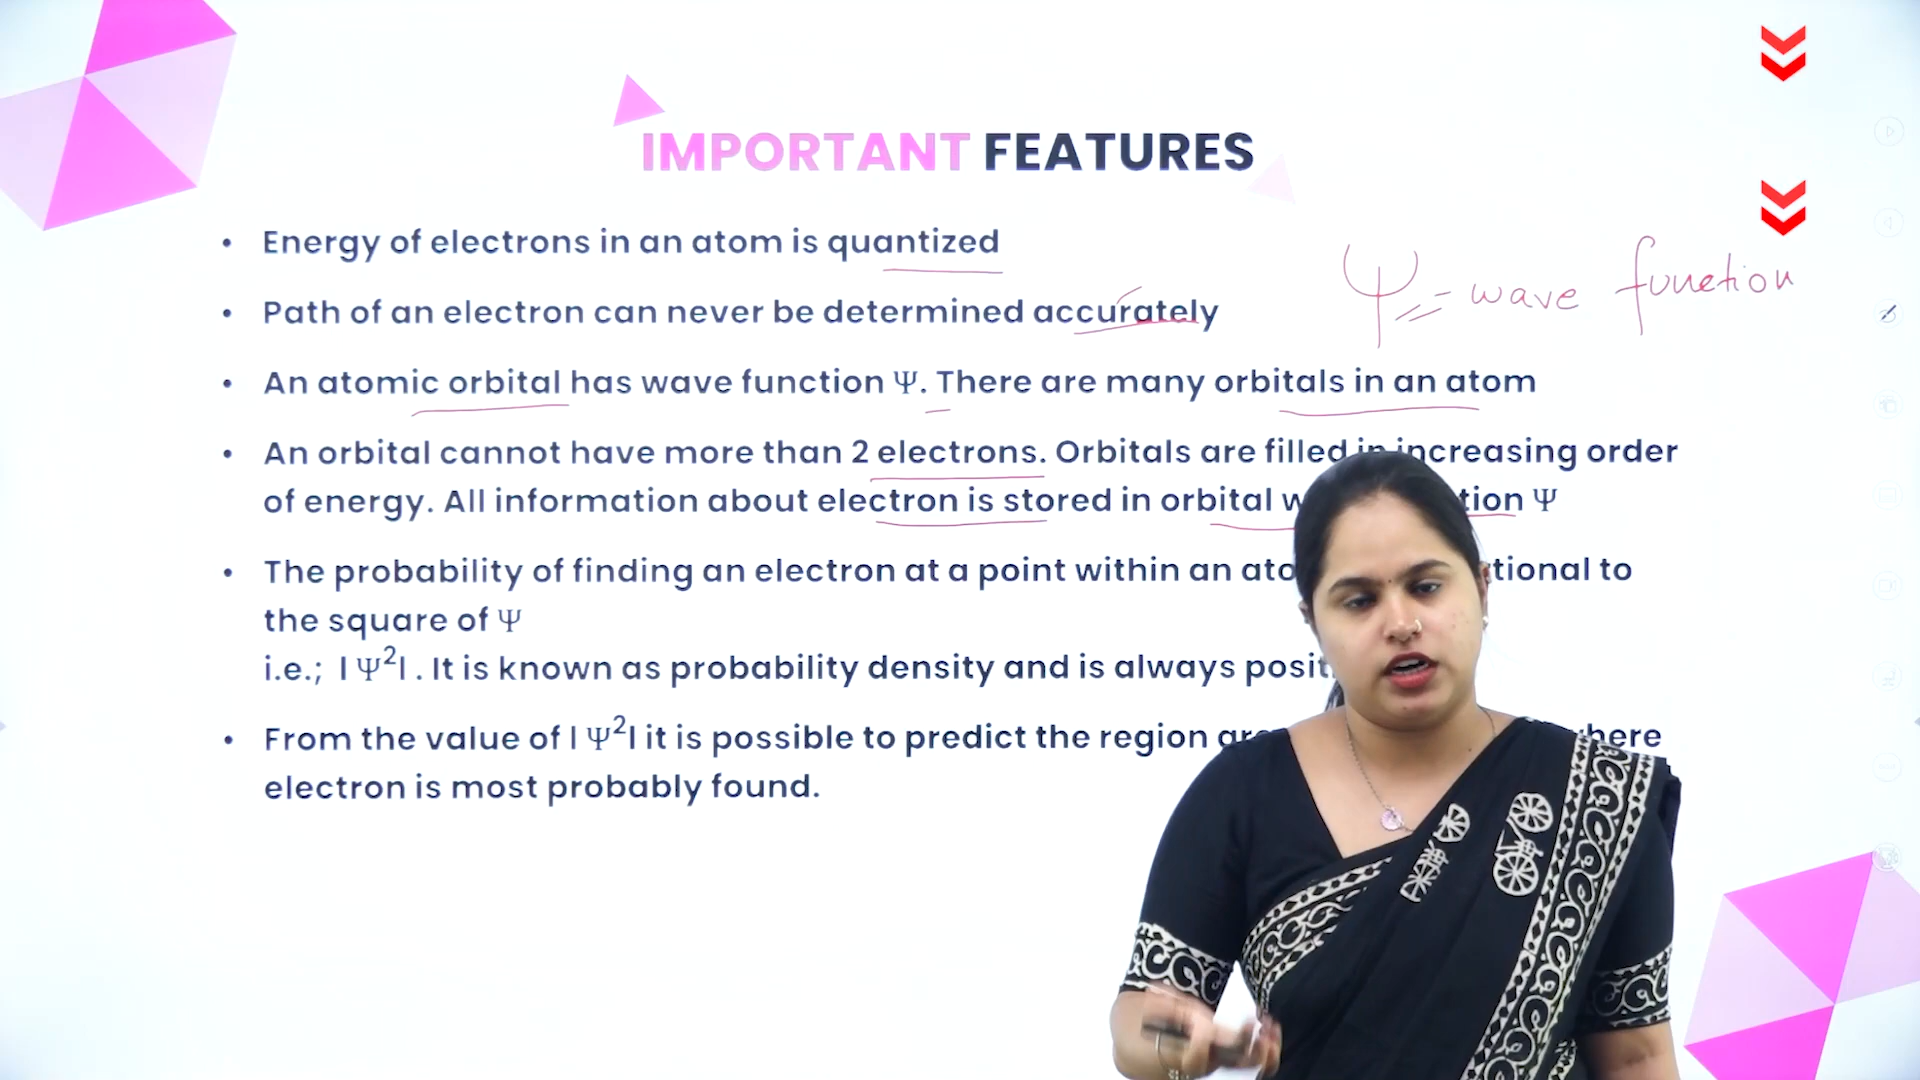 IMPORTANT FEATURES
• Energy of electrons in an atom is quantized
• Path of an electron can never be determined accurately
Ψ = wave function
• An atomic orbital has wave function Ψ. There are many orbitals in an atom
• An orbital cannot have more than 2 electrons. Orbitals are filled in increasing order
of energy. All information about electron is stored in orbital Ψ
• The probability of finding an electron at a point within an to
the square of Ψ
i.e.; | Ψ²| . It is known as probability density and is always
• From the value of | Ψ²| it is possible to predict the region
electron is most probably found.